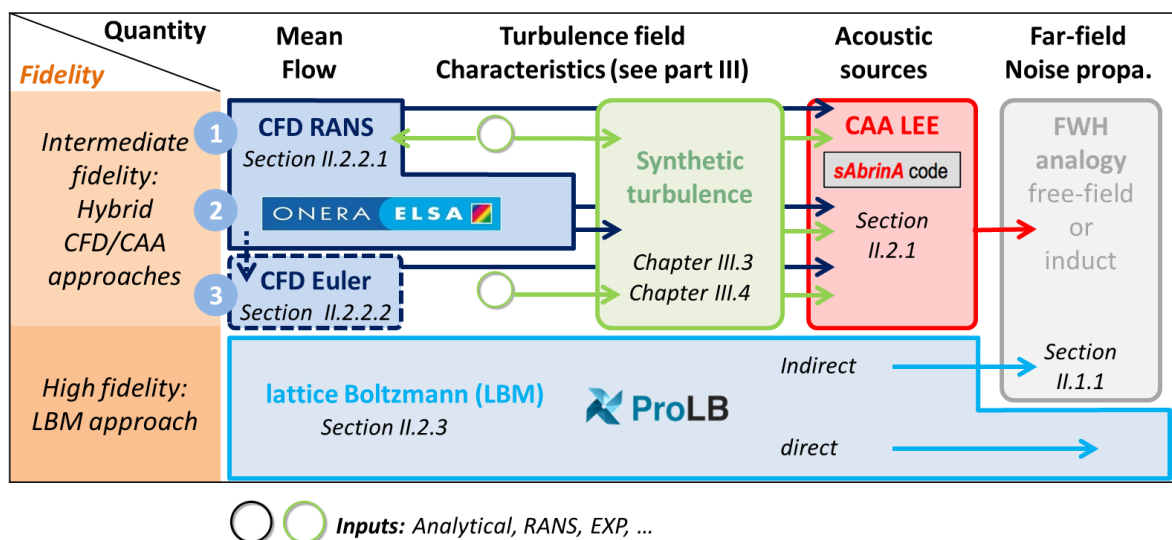 Quantity
Fidelity
Mean
Flow
Turbulence field
Characteristics (see part III)
Acoustic
sources
Far-field
Noise propa.
Intermediate
fidelity:
Hybrid
CFD/CAA
approaches
1
CFD RANS
Section II.2.2.1
2
ONERA ELSA
3
CFD Euler
Section II.2.2.2
Synthetic
turbulence
Chapter III.3
Chapter III.4
CAA LEE
sAbrinA code
Section
II.2.1
FWH
analogy
free-field
or
induct
Section
II.1.1
High fidelity:
LBM approach
lattice Boltzmann (LBM)
Section II.2.3
ProLB
Indirect
direct
Inputs: Analytical, RANS, EXP, ...